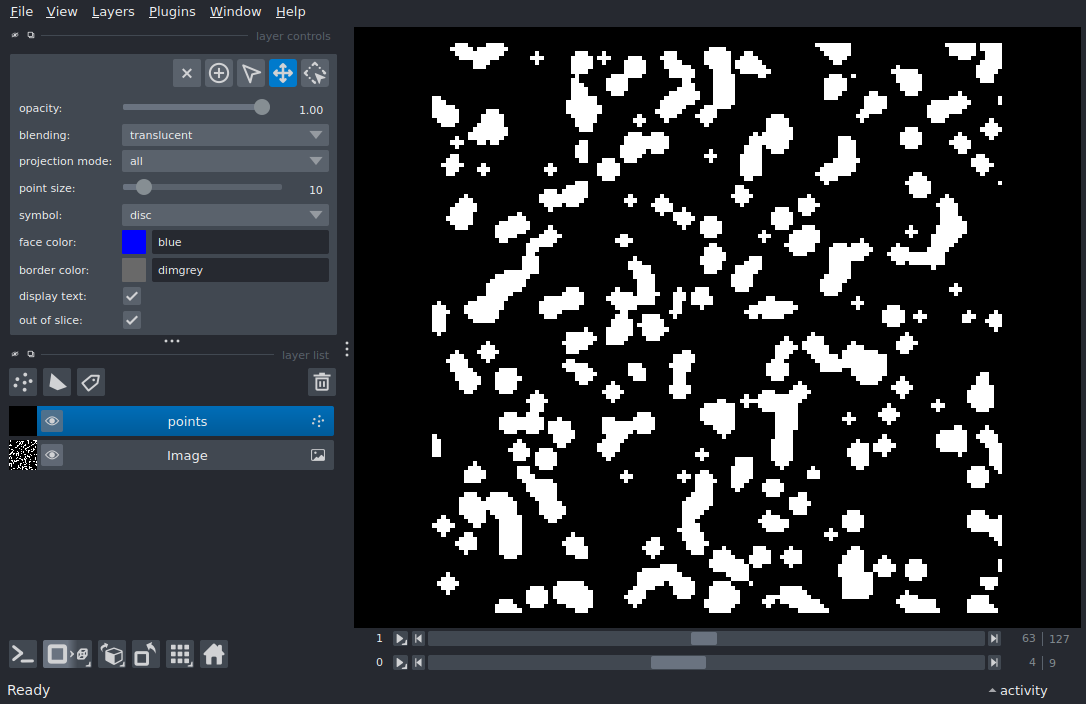 File View Layers Plugins Window Help
layer controls
opacity: 1.00
blending: translucent
projection mode: all
point size: 10
symbol: disc
face color: blue
border color: dimgrey
display text:
out of slice:
layer list
points
Image
1 63 127
0 4 9
Ready activity